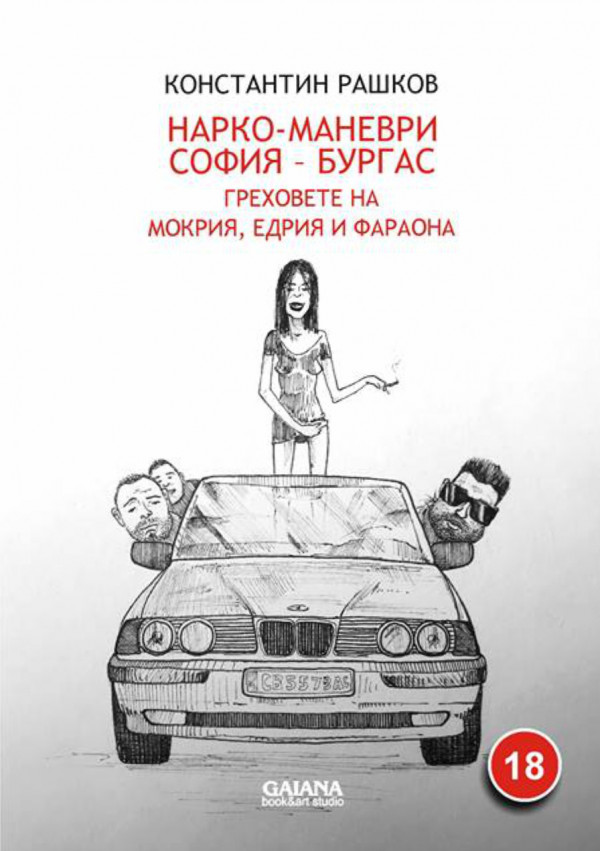 КОНСТАНТИН РАШКОВ
НАРКО-МАНЕВРИ
СОФИЯ – БУРГАС
ГРЕХОВЕТЕ НА
МОКРИЯ, ЕДРИЯ И ФАРАОНА
18
GAIANA
book&art studio